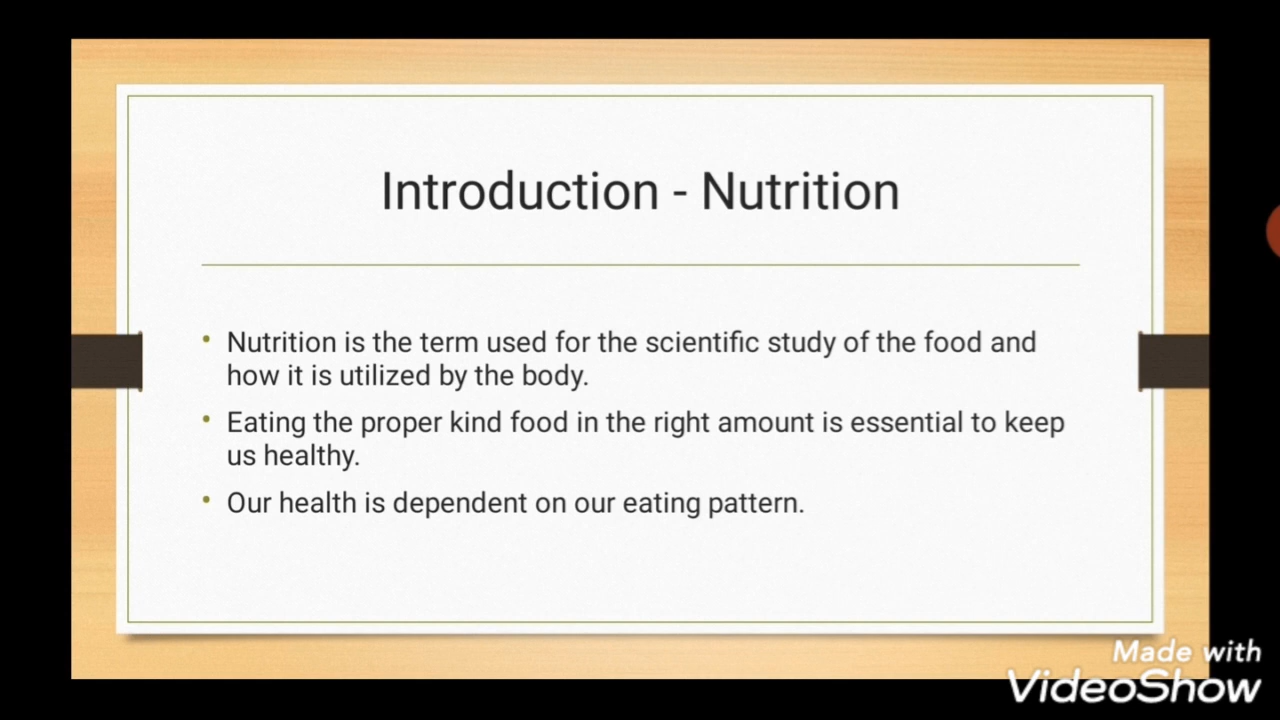 Introduction - Nutrition
• Nutrition is the term used for the scientific study of the food and
how it is utilized by the body.
• Eating the proper kind food in the right amount is essential to keep
us healthy.
• Our health is dependent on our eating pattern.
Made with
VideoShow